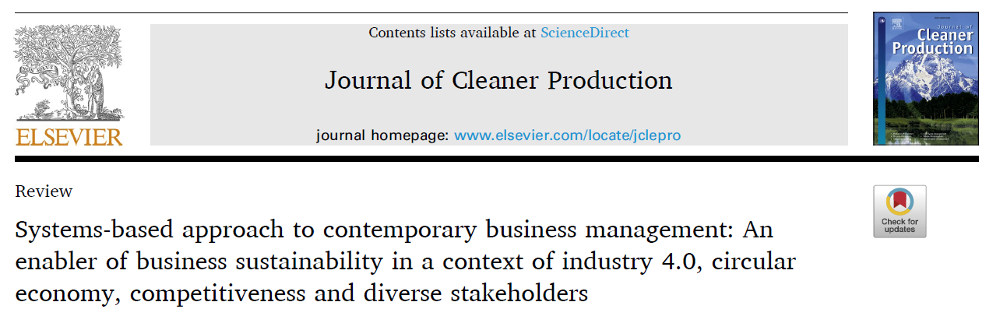 Contents lists available at ScienceDirect
Journal of Cleaner Production
journal homepage: www.elsevier.com/locate/jclepro
NON SOLUS
ELSEVIER
Journal of
Cleaner
Production
Review
Systems-based approach to contemporary business management: An
enabler of business sustainability in a context of industry 4.0, circular
economy, competitiveness and diverse stakeholders
Check for
updates